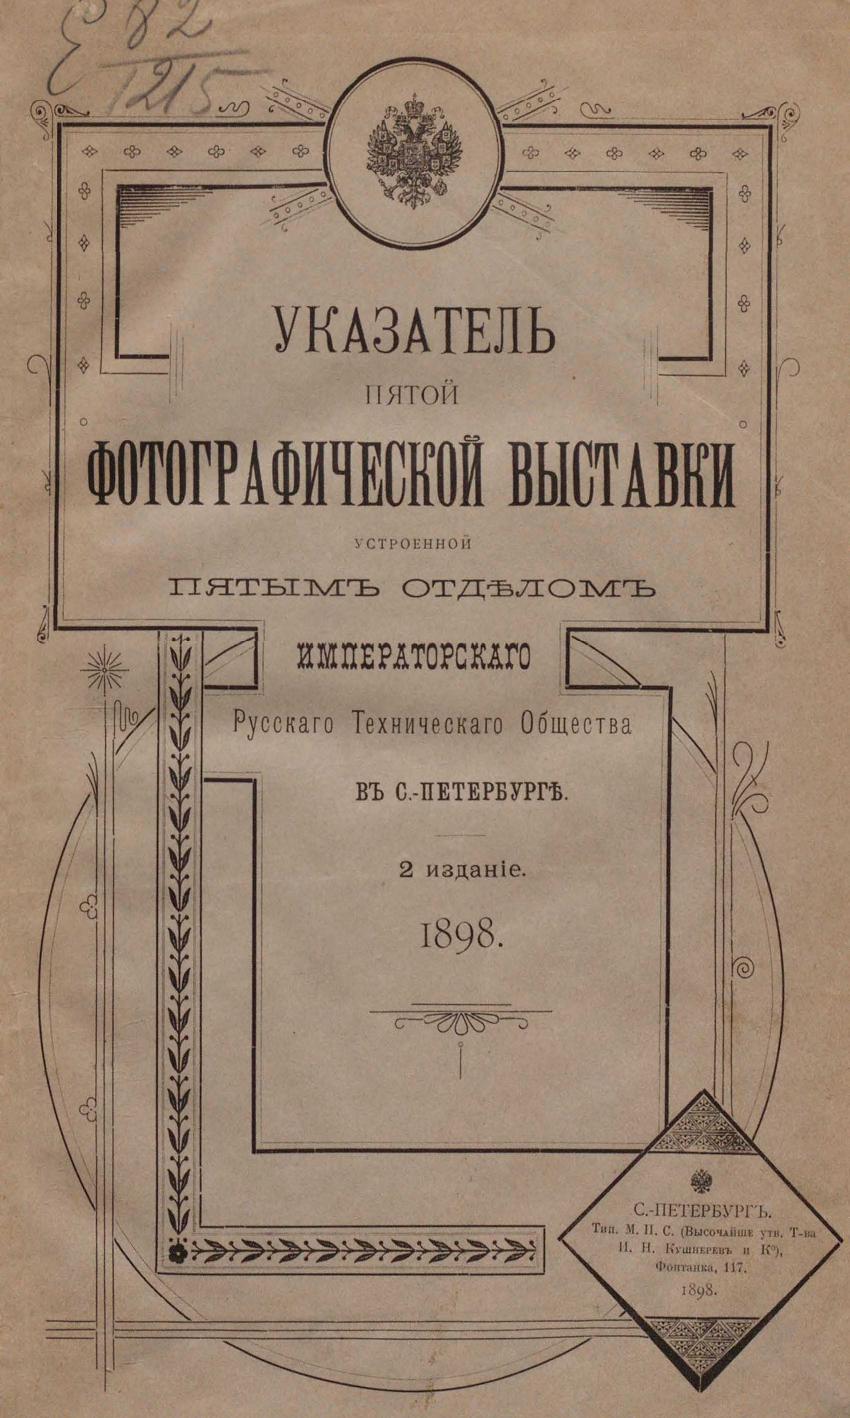 Е 82
1215
УКАЗАТЕЛЬ
ПЯТОЙ
ФОТОГРАФИЧЕСКОЙ ВЫСТАВКИ
УСТРОЕННОЙ
ПЯТЫМЪ ОТДѢЛОМЪ
ИМПЕРАТОРСКАГО
Русскаго Техническаго Общества
ВЪ С.-ПЕТЕРБУРГѢ.
2 изданіе.
1898.
С.-ПЕТЕРБУРГЪ.
Тип. М. П. С. (Высочайше утв. Т-ва
И. Н. Кушнеревъ и К⁰),
Фонтанка, 117.
1898.